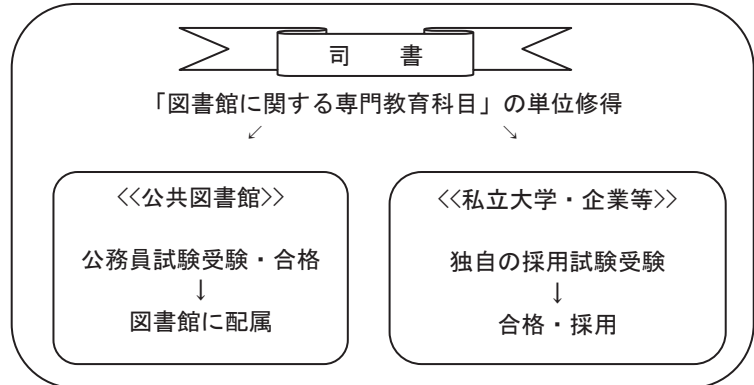 司 書
「図書館に関する専門教育科目」の単位修得
↙ ↘
<<公共図書館>>
公務員試験受験・合格
↓
図書館に配属
<<私立大学・企業等>>
独自の採用試験受験
↓
合格・採用